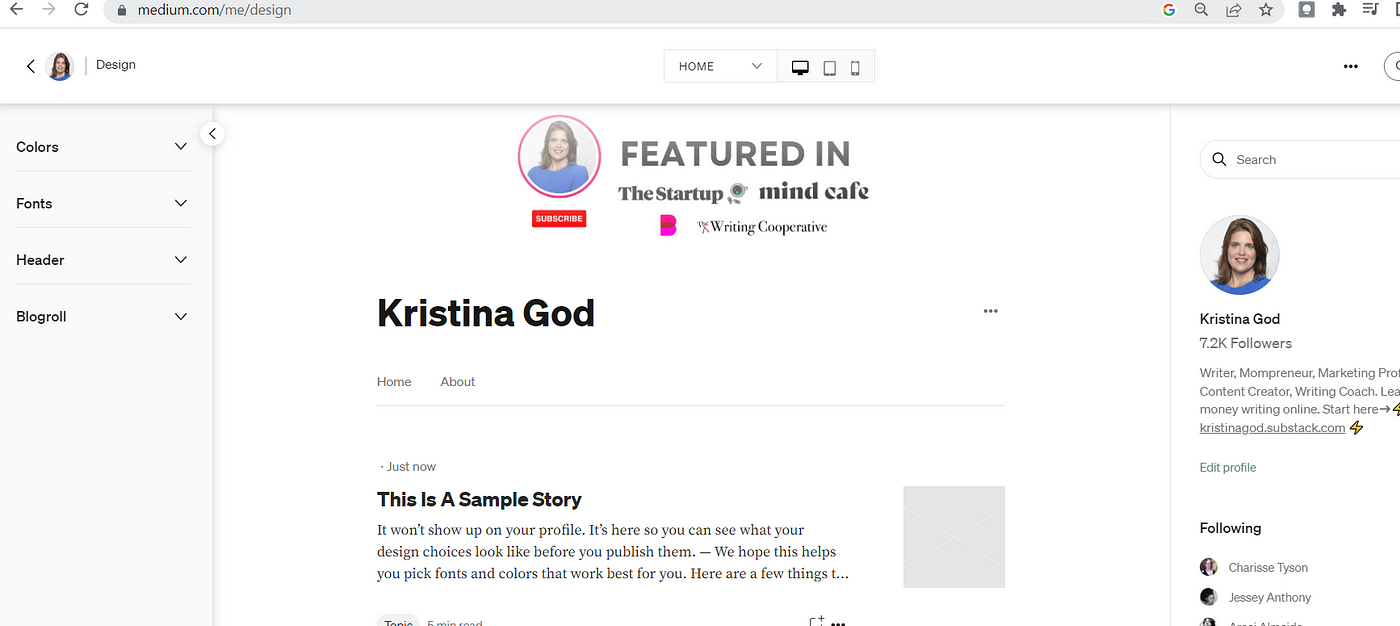 medium.com/me/design
Design
HOME
Colors
Fonts
Header
Blogroll
FEATURED IN
The Startup
mind cafe
SUBSCRIBE
The Writing Cooperative
Kristina God
Home About
· Just now
This Is A Sample Story
It won’t show up on your profile. It’s here so you can see what your
design choices look like before you publish them. — We hope this helps
you pick fonts and colors that work best for you. Here are a few things t...
Topic 5 min read
Search
Kristina God
7.2K Followers
Writer, Mompreneur, Marketing Prof
Content Creator, Writing Coach. Lea
money writing online. Start here→⚡
kristinagod.substack.com ⚡
Edit profile
Following
Charisse Tyson
Jessey Anthony